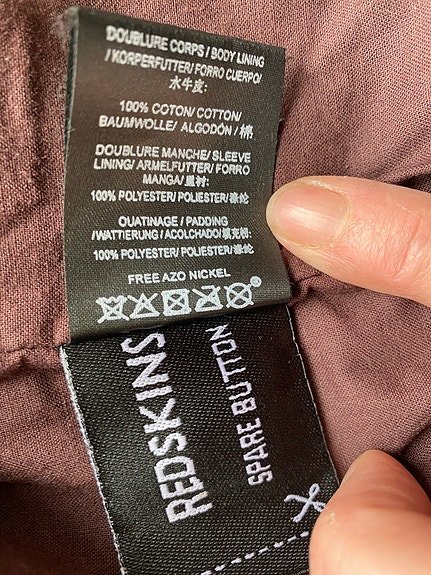 DOUBLURE CORPS / BODY LINING
/ KORPERFUTTER/ FORRO CUERPO/
水牛皮:
100% COTON/ COTTON/
BAUMWOLLE/ ALGODÓN / 棉
DOUBLURE MANCHE/ SLEEVE
LINING/ ARMELFUTTER/ FORRO
MANGA/ 里衬:
100% POLYESTER/ POLIESTER/ 涤纶
OUATINAGE / PADDING
/WATTIERUNG / ACOLCHADO/填充棉:
100% POLYESTER/ POLIESTER/涤纶
FREE AZO NICKEL
REDSKINS
SPARE BUTTON